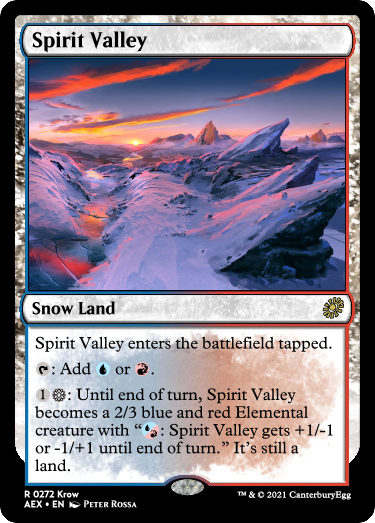 Spirit Valley
Snow Land
Spirit Valley enters the battlefield tapped.
: Add or .
1 : Until end of turn, Spirit Valley
becomes a 2/3 blue and red Elemental
creature with “: Spirit Valley gets +1/-1
or -1/+1 until end of turn.” It's still a
land.
R 0272 Krow
AEX • EN Peter Rossa
™ & © 2021 CanterburyEgg